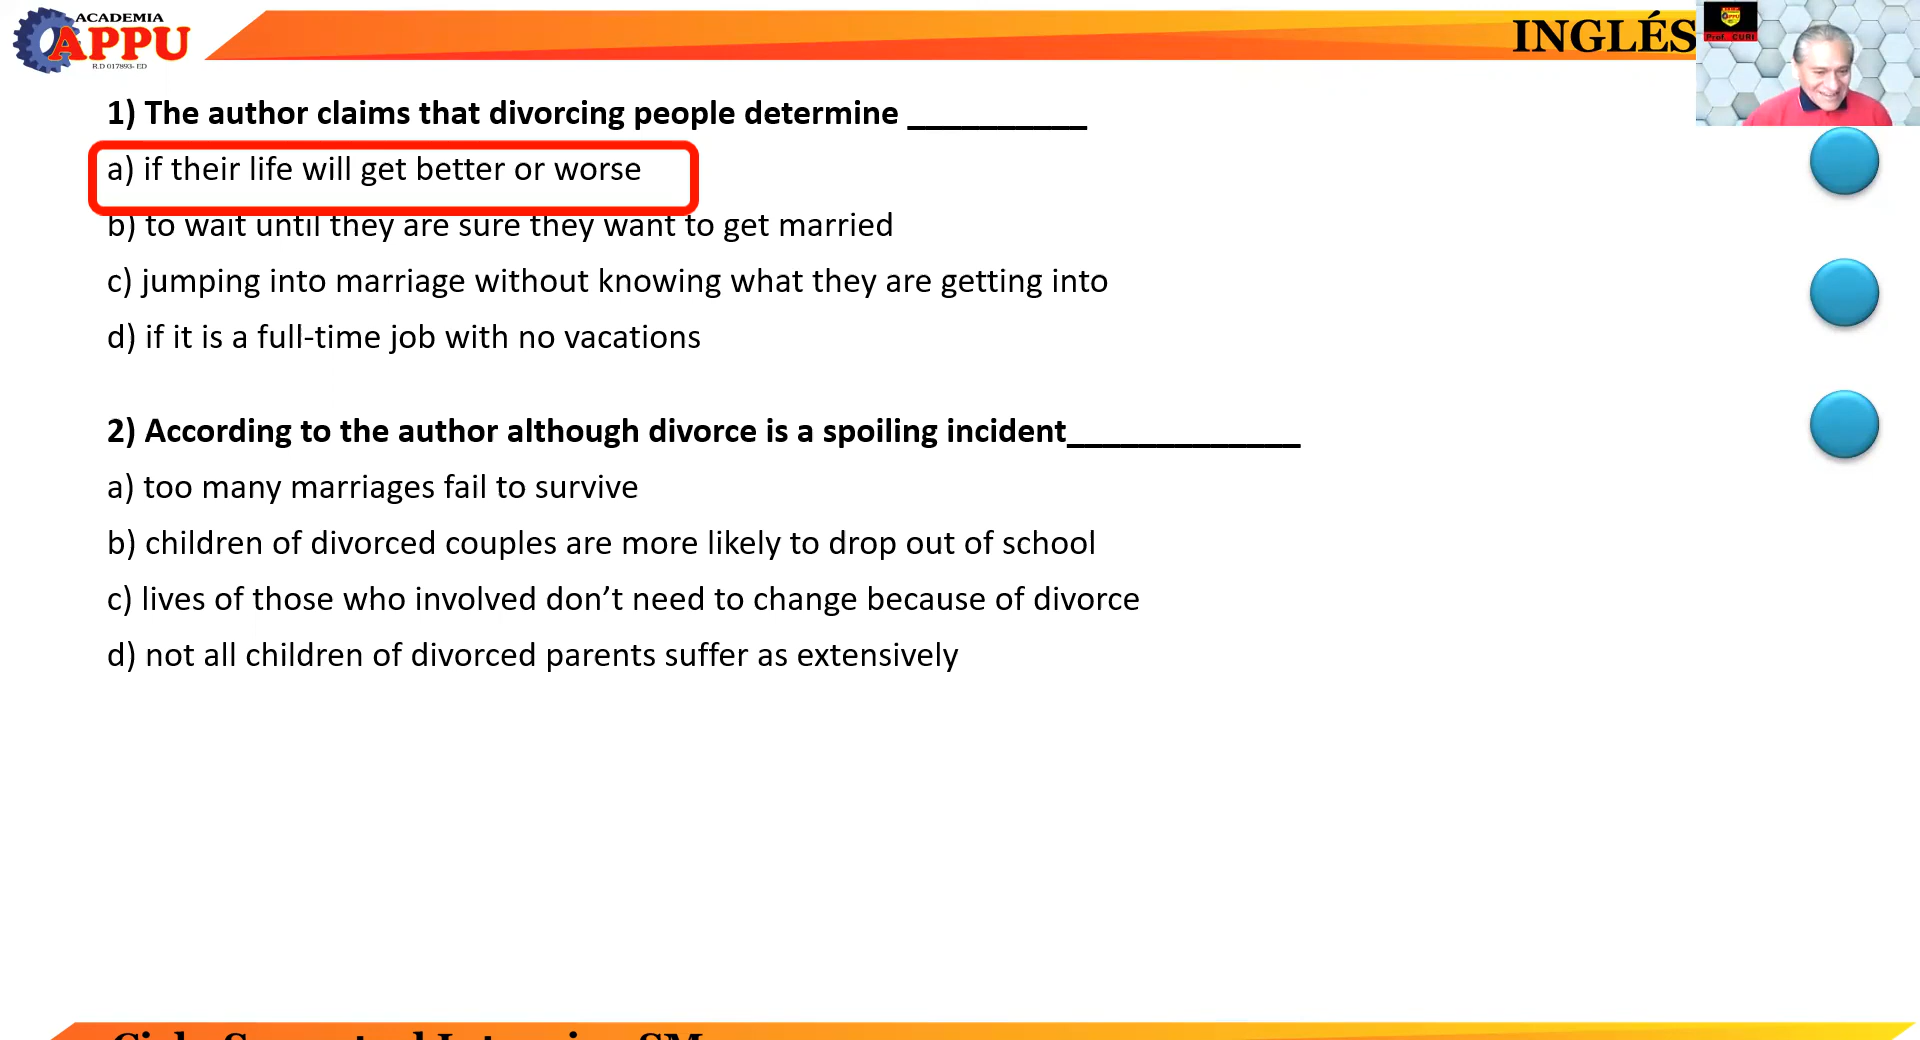 ACADEMIA
APPU
R.D 017893- ED
INGLÉS
Prof. CURI
1) The author claims that divorcing people determine __________
a) if their life will get better or worse
b) to wait until they are sure they want to get married
c) jumping into marriage without knowing what they are getting into
d) if it is a full-time job with no vacations
2) According to the author although divorce is a spoiling incident_____________
a) too many marriages fail to survive
b) children of divorced couples are more likely to drop out of school
c) lives of those who involved don’t need to change because of divorce
d) not all children of divorced parents suffer as extensively